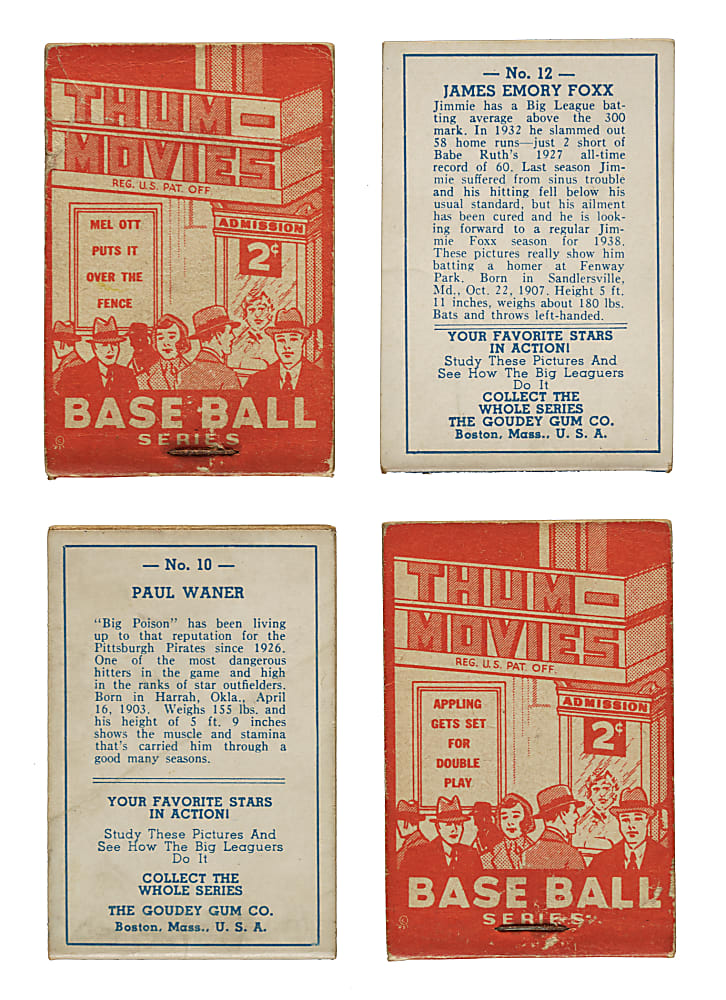 THUM-
MOVIES
REG. U.S. PAT. OFF.
MEL OTT
PUTS IT
OVER THE
FENCE
ADMISSION
2¢
BASE BALL
SERIES
— No. 12 —
JAMES EMORY FOXX
Jimmie has a Big League bat-
ting average above the 300
mark. In 1932 he slammed out
58 home runs—just 2 short of
Babe Ruth's 1927 all-time
record of 60. Last season Jim-
mie suffered from sinus trouble
and his hitting fell below his
usual standard, but his ailment
has been cured and he is look-
ing forward to a regular Jim-
mie Foxx season for 1938.
These pictures really show him
batting a homer at Fenway
Park. Born in Sandlersville,
Md., Oct. 22, 1907. Height 5 ft.
11 inches, weighs about 180 lbs.
Bats and throws left-handed.
YOUR FAVORITE STARS
IN ACTION!
Study These Pictures And
See How The Big Leaguers
Do It
COLLECT THE
WHOLE SERIES
THE GOUDEY GUM CO.
Boston, Mass., U. S. A.
— No. 10 —
PAUL WANER
"Big Poison" has been living
up to that reputation for the
Pittsburgh Pirates since 1926.
One of the most dangerous
hitters in the game and high
in the ranks of star outfielders.
Born in Harrah, Okla., April
16, 1903. Weighs 155 lbs. and
his height of 5 ft. 9 inches
shows the muscle and stamina
that's carried him through a
good many seasons.
YOUR FAVORITE STARS
IN ACTION!
Study These Pictures And
See How The Big Leaguers
Do It
COLLECT THE
WHOLE SERIES
THE GOUDEY GUM CO.
Boston, Mass., U. S. A.
THUM-
MOVIES
REG. U.S. PAT. OFF.
APPLING
GETS SET
FOR
DOUBLE
PLAY
ADMISSION
2¢
BASE BALL
SERIES